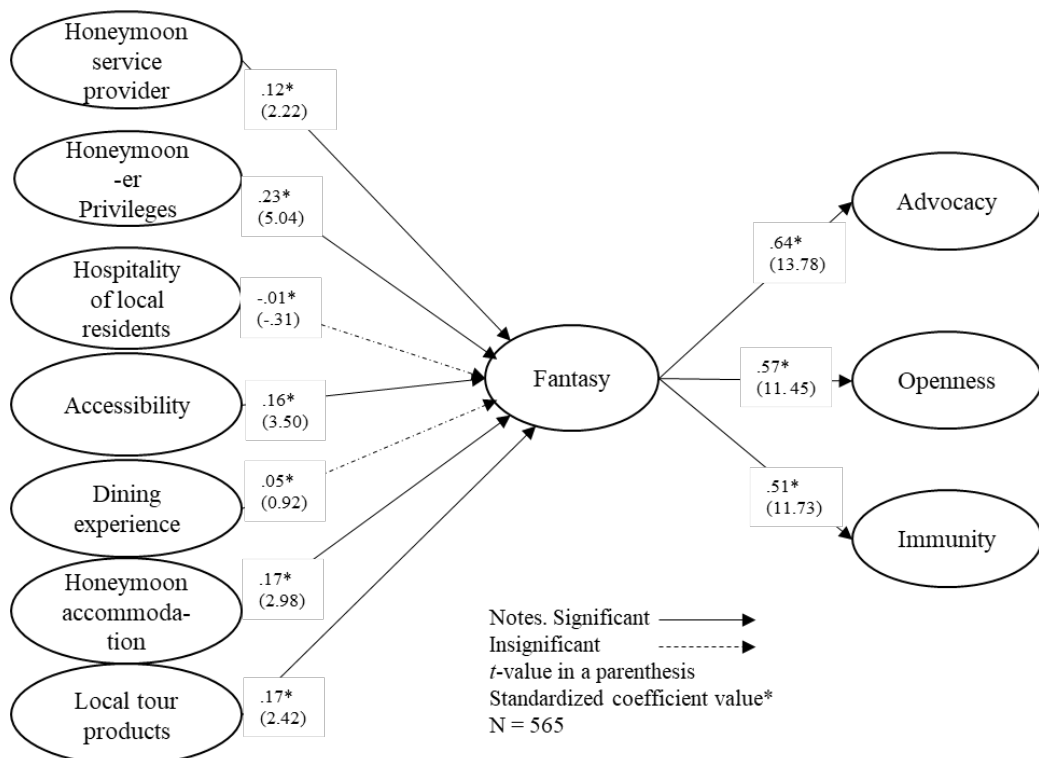 Honeymoon
service
provider
.12*
(2.22)
Honeymoon
-er
Privileges
.23*
(5.04)
Hospitality
of local
residents
-.01*
(-.31)
Accessibility
.16*
(3.50)
Dining
experience
.05*
(0.92)
Honeymoon
accommoda-
tion
.17*
(2.98)
Local tour
products
.17*
(2.42)
Fantasy
.64*
(13.78)
Advocacy
.57*
(11.45)
Openness
.51*
(11.73)
Immunity
Notes. Significant
Insignificant
t-value in a parenthesis
Standardized coefficient value*
N = 565